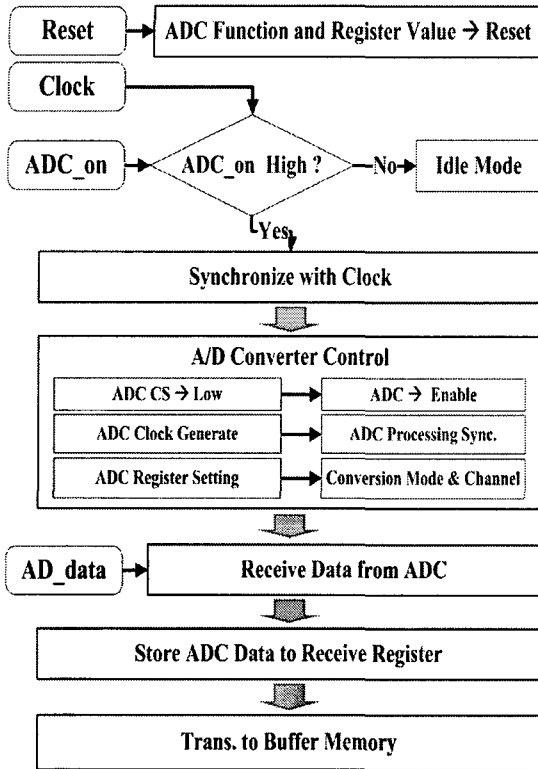 Reset
ADC Function and Register Value → Reset
Clock
ADC_on
ADC_on High ?
No
Idle Mode
Yes
Synchronize with Clock
A/D Converter Control
ADC CS → Low
ADC → Enable
ADC Clock Generate
ADC Processing Sync.
ADC Register Setting
Conversion Mode & Channel
AD_data
Receive Data from ADC
Store ADC Data to Receive Register
Trans. to Buffer Memory